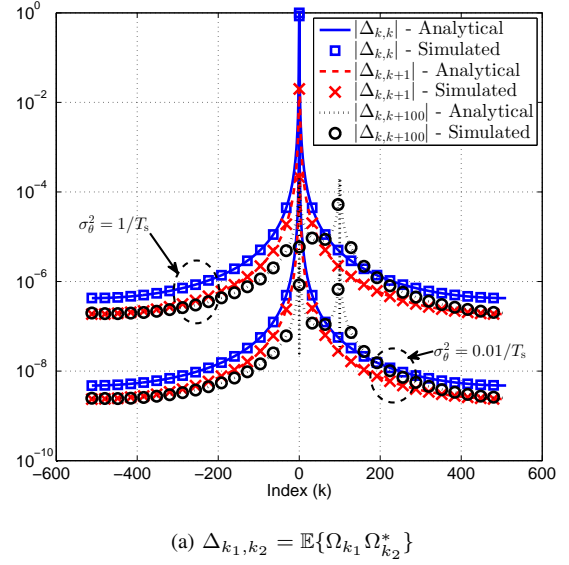 10^0
10^{-2}
10^{-4}
10^{-6}
10^{-8}
10^{-10}
|Δ_{k,k}| - Analytical
|Δ_{k,k}| - Simulated
|Δ_{k,k+1}| - Analytical
|Δ_{k,k+1}| - Simulated
|Δ_{k,k+100}| - Analytical
|Δ_{k,k+100}| - Simulated
σ_θ^2 = 1/T_s
σ_θ^2 = 0.01/T_s
−600 −400 −200 0 200 400 600
Index (k)
(a) Δ_{k_1,k_2} = 𝔼{Ω_{k_1}Ω^*_{k_2}}